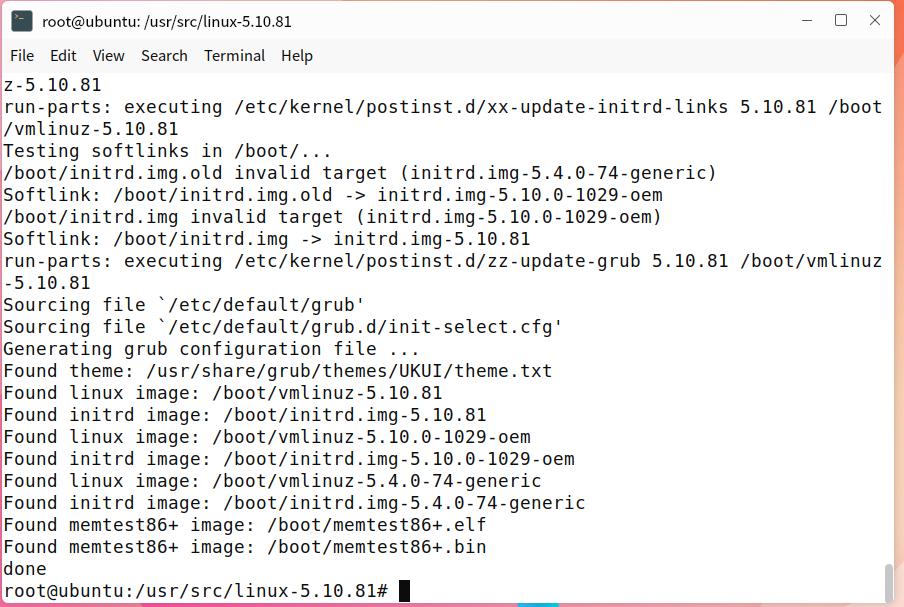 root@ubuntu: /usr/src/linux-5.10.81
File Edit View Search Terminal Help
z-5.10.81
run-parts: executing /etc/kernel/postinst.d/xx-update-initrd-links 5.10.81 /boot
/vmlinuz-5.10.81
Testing softlinks in /boot/...
/boot/initrd.img.old invalid target (initrd.img-5.4.0-74-generic)
Softlink: /boot/initrd.img.old -> initrd.img-5.10.0-1029-oem
/boot/initrd.img invalid target (initrd.img-5.10.0-1029-oem)
Softlink: /boot/initrd.img -> initrd.img-5.10.81
run-parts: executing /etc/kernel/postinst.d/zz-update-grub 5.10.81 /boot/vmlinuz
-5.10.81
Sourcing file `/etc/default/grub'
Sourcing file `/etc/default/grub.d/init-select.cfg'
Generating grub configuration file ...
Found theme: /usr/share/grub/themes/UKUI/theme.txt
Found linux image: /boot/vmlinuz-5.10.81
Found initrd image: /boot/initrd.img-5.10.81
Found linux image: /boot/vmlinuz-5.10.0-1029-oem
Found initrd image: /boot/initrd.img-5.10.0-1029-oem
Found linux image: /boot/vmlinuz-5.4.0-74-generic
Found initrd image: /boot/initrd.img-5.4.0-74-generic
Found memtest86+ image: /boot/memtest86+.elf
Found memtest86+ image: /boot/memtest86+.bin
done
root@ubuntu:/usr/src/linux-5.10.81#